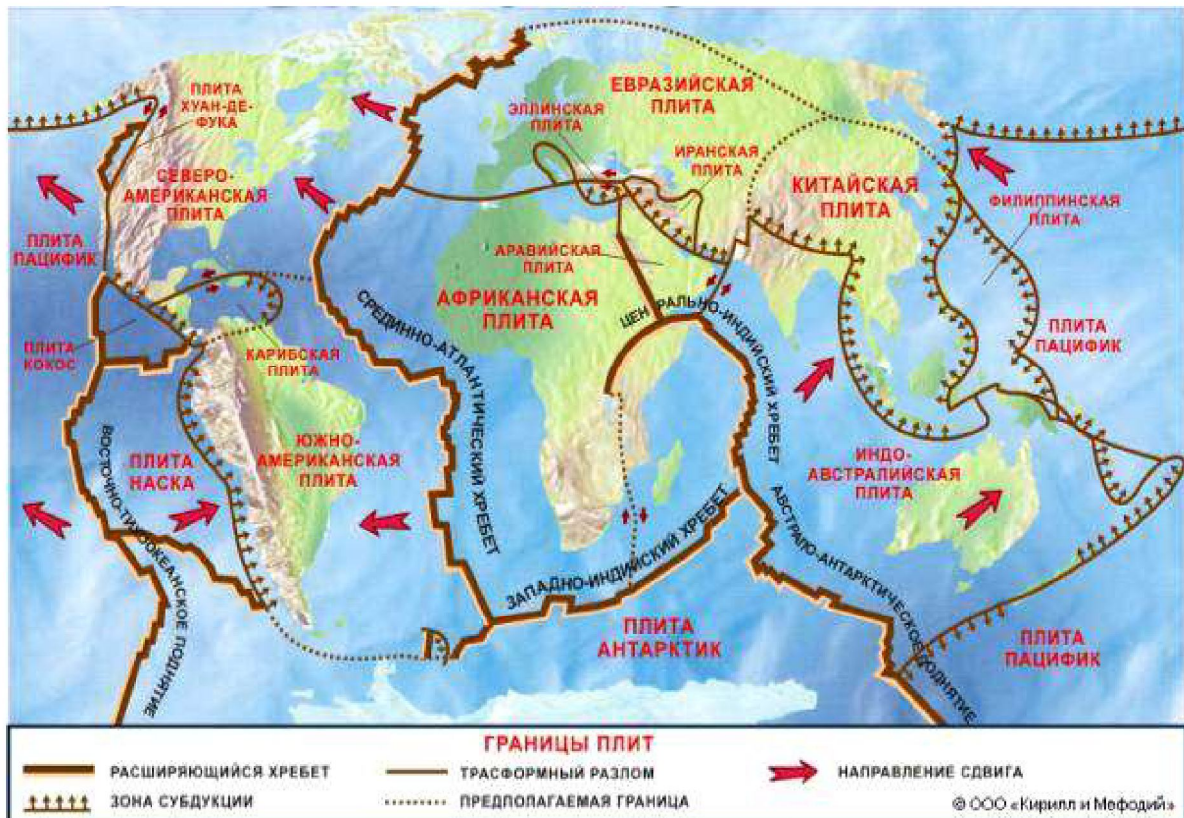 ПЛИТА
ХУАН-ДЕ-
ФУКА
СЕВЕРО-
АМЕРИКАНСКАЯ
ПЛИТА
ПЛИТА
ПАЦИФИК
ПЛИТА
КОКОС
КАРИБСКАЯ
ПЛИТА
ВОСТОЧНО-ТИХООКЕАНСКОЕ ПОДНЯТИЕ
ПЛИТА
НАСКА
ЮЖНО-
АМЕРИКАНСКАЯ
ПЛИТА
СРЕДИННО-АТЛАНТИЧЕСКИЙ ХРЕБЕТ
ЕВРАЗИЙСКАЯ
ПЛИТА
ЭЛЛИНСКАЯ
ПЛИТА
ИРАНСКАЯ
ПЛИТА
КИТАЙСКАЯ
ПЛИТА
ФИЛИППИНСКАЯ
ПЛИТА
АРАВИЙСКАЯ
ПЛИТА
АФРИКАНСКАЯ
ПЛИТА
ЦЕНТРАЛЬНО-ИНДИЙСКИЙ ХРЕБЕТ
ПЛИТА
ПАЦИФИК
ИНДО-
АВСТРАЛИЙСКАЯ
ПЛИТА
ЗАПАДНО-ИНДИЙСКИЙ ХРЕБЕТ
АВСТРАЛО-АНТАРКТИЧЕСКОЕ ПОДНЯТИЕ
ПЛИТА
АНТАРКТИК
ПЛИТА
ПАЦИФИК
ГРАНИЦЫ ПЛИТ
РАСШИРЯЮЩИЙСЯ ХРЕБЕТ
ТРАСФОРМНЫЙ РАЗЛОМ
НАПРАВЛЕНИЕ СДВИГА
ЗОНА СУБДУКЦИИ
ПРЕДПОЛАГАЕМАЯ ГРАНИЦА
© ООО «Кирилл и Мефодий»